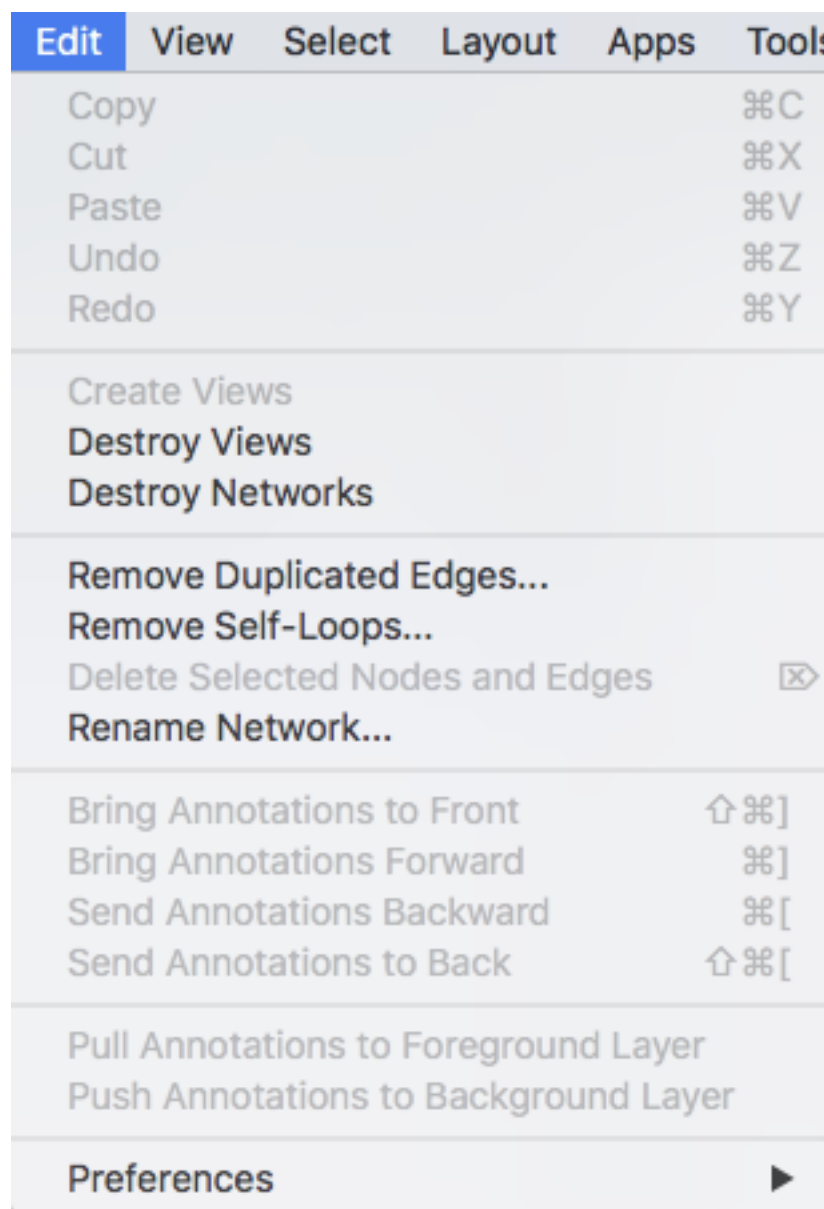 Edit View Select Layout Apps Tools
Copy ⌘C
Cut ⌘X
Paste ⌘V
Undo ⌘Z
Redo ⌘Y
Create Views
Destroy Views
Destroy Networks
Remove Duplicated Edges...
Remove Self-Loops...
Delete Selected Nodes and Edges ⌦
Rename Network...
Bring Annotations to Front ⇧⌘]
Bring Annotations Forward ⌘]
Send Annotations Backward ⌘[
Send Annotations to Back ⇧⌘[
Pull Annotations to Foreground Layer
Push Annotations to Background Layer
Preferences ▶